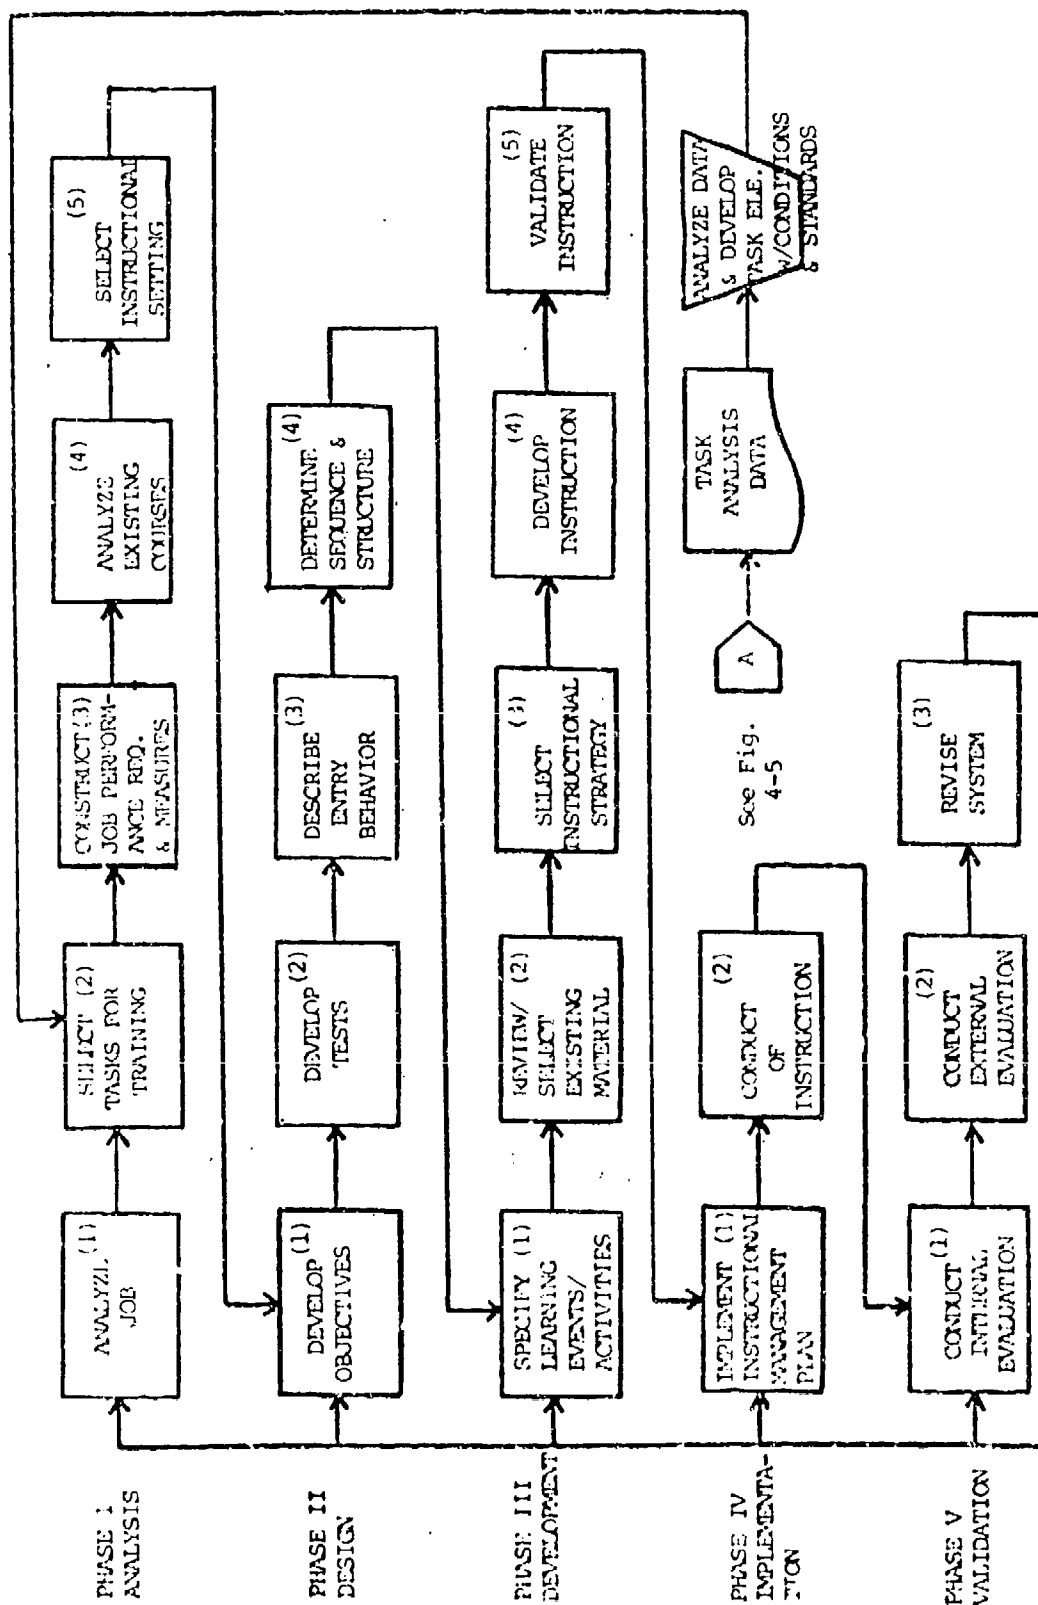 PHASE I
ANALYSIS
ANALYZE (1)
JOB
SELECT (2)
TASKS FOR
TRAINING
CONSTRUCT(3)
JOB PERFORM-
ANCE REQ.
& MEASURES
(4)
ANALYZE
EXISTING
COURSES
(5)
SELECT
INSTRUCTIONAL
SETTING
PHASE II
DESIGN
DEVELOP (1)
OBJECTIVES
(2)
DEVELOP
TESTS
(3)
DESCRIBE
ENTRY
BEHAVIOR
(4)
DETERMINE
SEQUENCE &
STRUCTURE
PHASE III
DEVELOPMENT
SPECIFY (1)
LEARNING
EVENTS/
ACTIVITIES
REVIEW/ (2)
SELECT
EXISTING
MATERIAL
(3)
SELECT
INSTRUCTIONAL
STRATEGY
(4)
DEVELOP
INSTRUCTION
(5)
VALIDATE
INSTRUCTION
PHASE IV
IMPLEMENTA-
TION
IMPLEMENT (1)
INSTRUCTIONAL
MANAGEMENT
PLAN
(2)
CONDUCT
OF
INSTRUCTION
See Fig.
4-5
A
TASK
ANALYSIS
DATA
ANALYZE DATA
& DEVELOP
TASK ELE.
W/CONDITIONS
& STANDARDS
PHASE V
VALIDATION
CONDUCT (1)
INTERNAL
EVALUATION
(2)
CONDUCT
EXTERNAL
EVALUATION
(3)
REVISE
SYSTEM